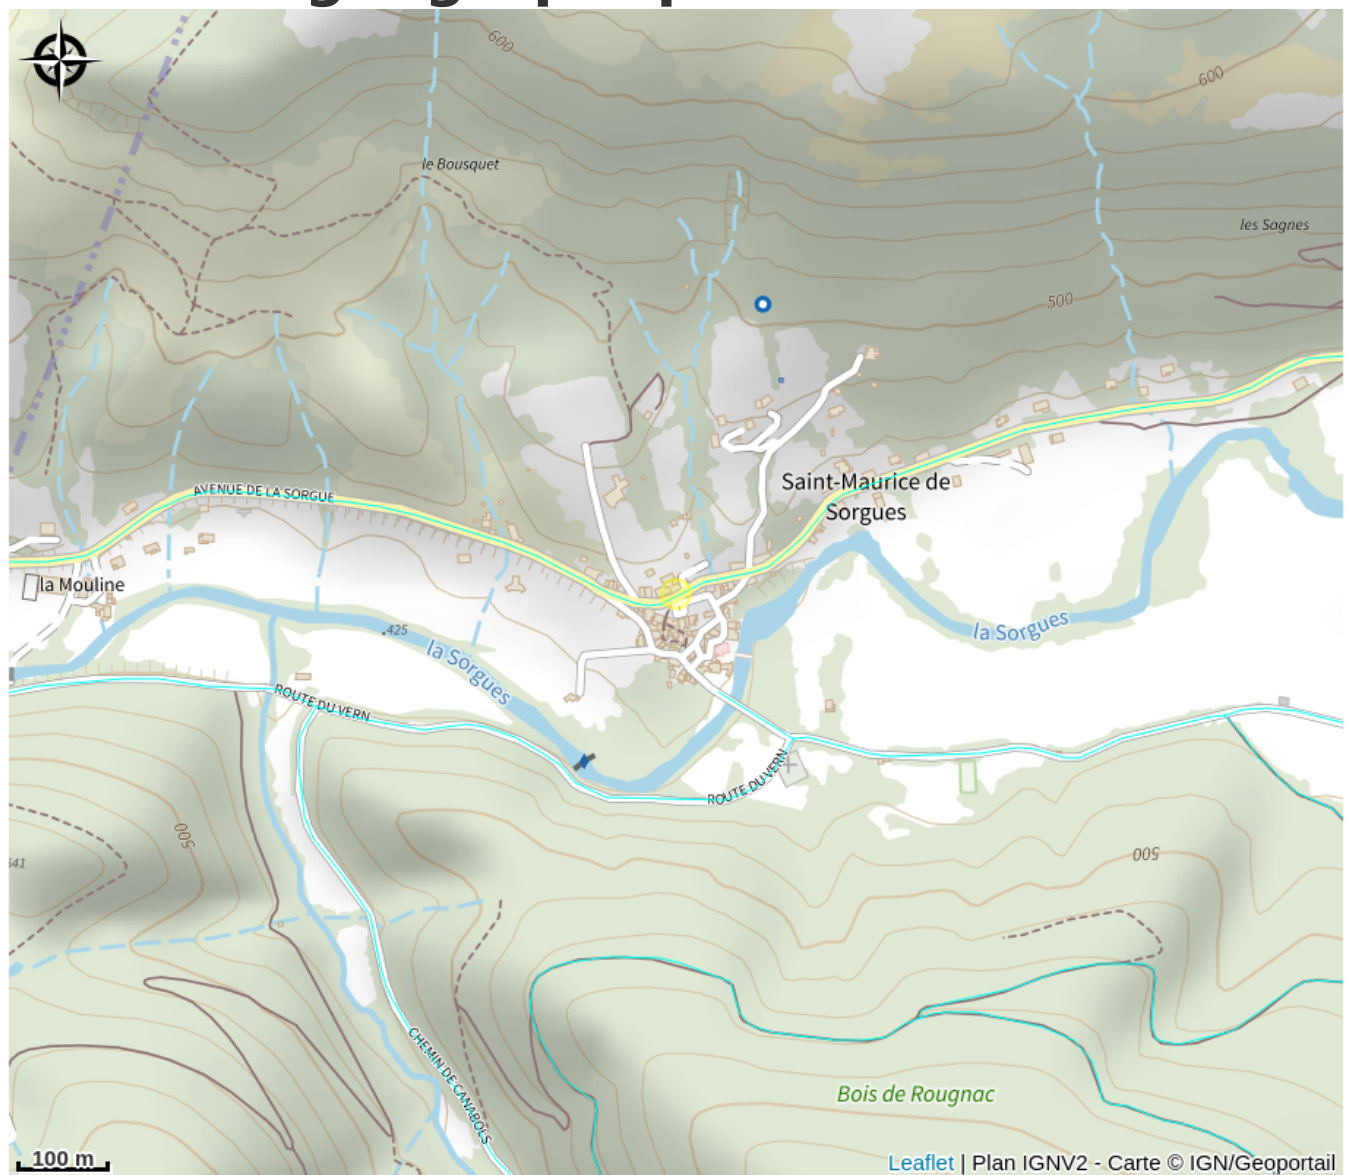 600
600
le Bousquet
les Sagnes
500
Saint-Maurice de
Sorgues
AVENUE DE LA SORGUE
la Mouline
425
la Sorgues
la Sorgues
ROUTE DU VERN
ROUTE DU VERN
500
500
541
CHEMIN DE CANABOLS
Bois de Rougnac
100 m
Leaflet | Plan IGNV2 - Carte © IGN/Geoportail